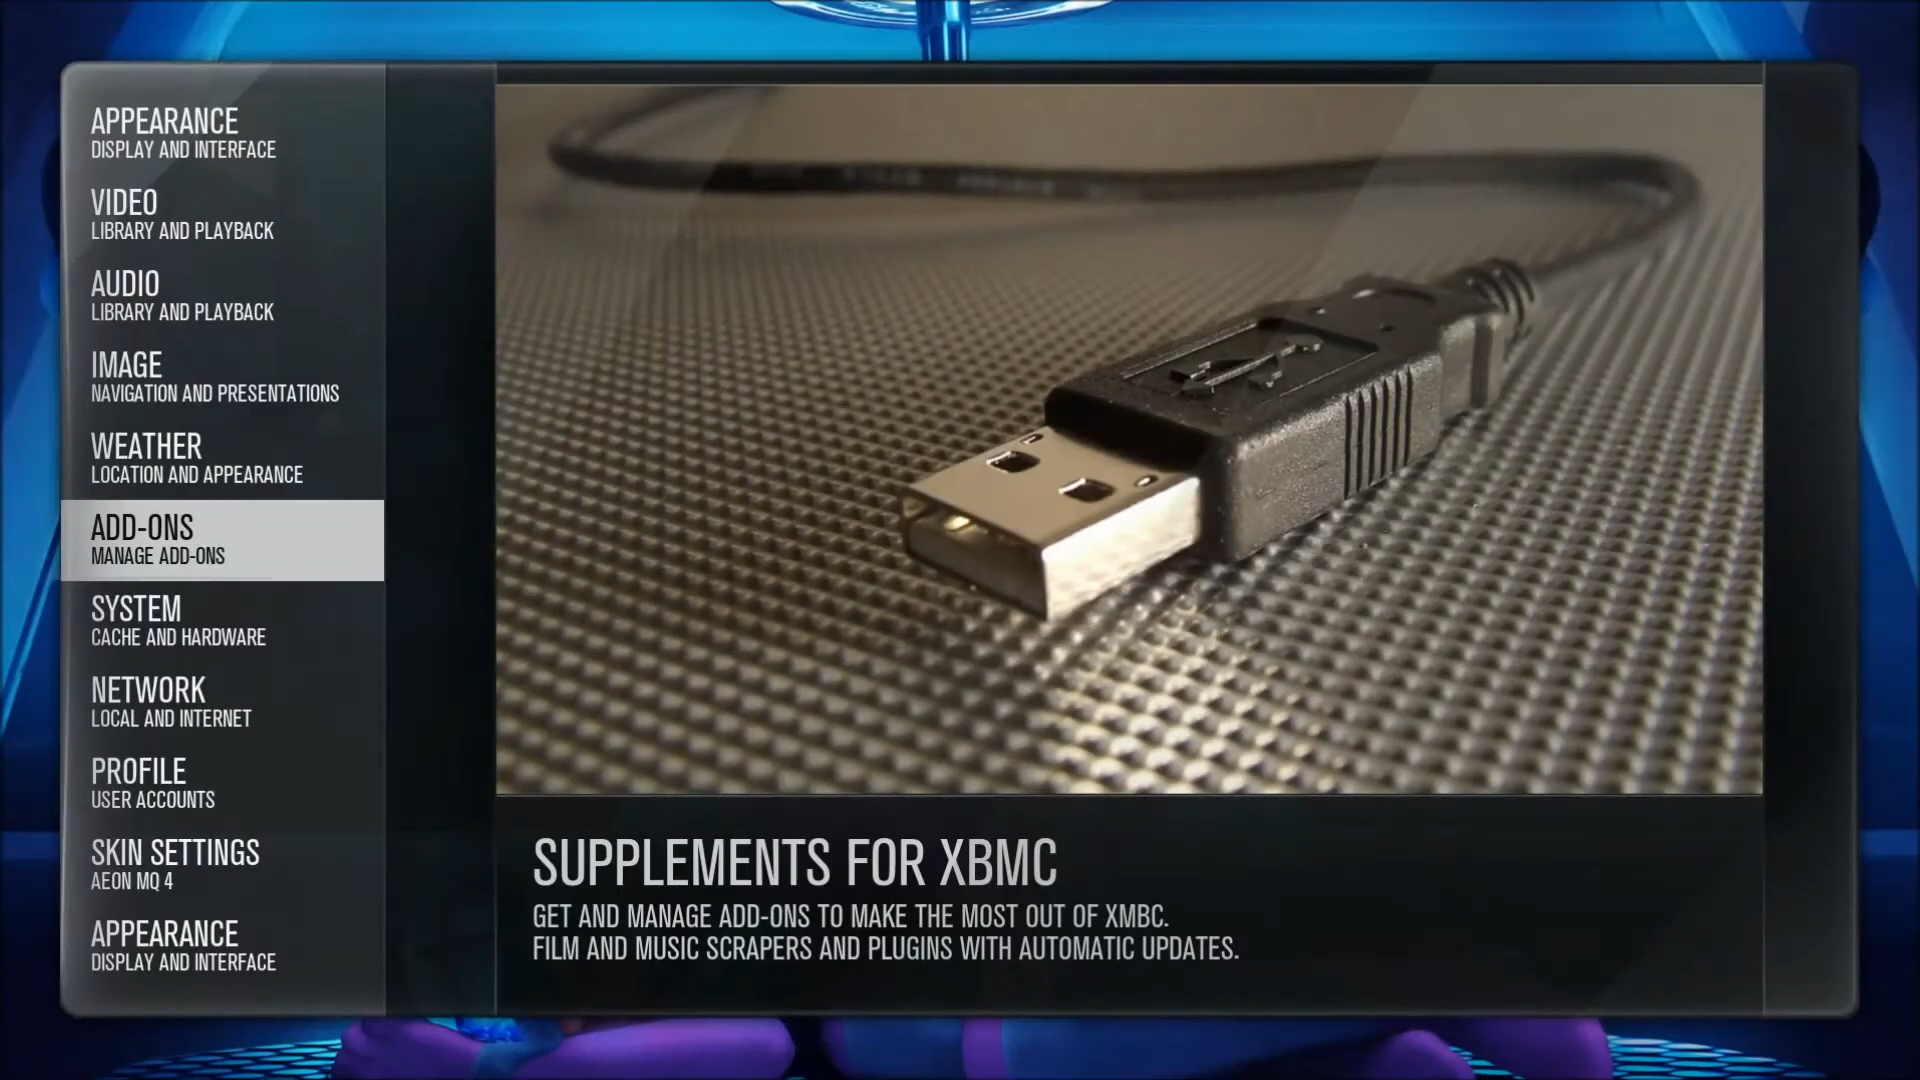 APPEARANCE
DISPLAY AND INTERFACE
VIDEO
LIBRARY AND PLAYBACK
AUDIO
LIBRARY AND PLAYBACK
IMAGE
NAVIGATION AND PRESENTATIONS
WEATHER
LOCATION AND APPEARANCE
ADD-ONS
MANAGE ADD-ONS
SYSTEM
CACHE AND HARDWARE
NETWORK
LOCAL AND INTERNET
PROFILE
USER ACCOUNTS
SKIN SETTINGS
AEON MQ 4
APPEARANCE
DISPLAY AND INTERFACE
SUPPLEMENTS FOR XBMC
GET AND MANAGE ADD-ONS TO MAKE THE MOST OUT OF XMBC.
FILM AND MUSIC SCRAPERS AND PLUGINS WITH AUTOMATIC UPDATES.